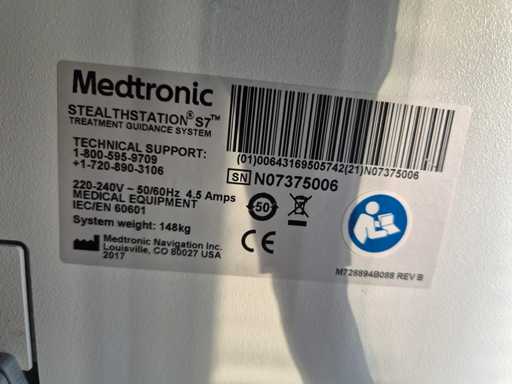 Medtronic
STEALTHSTATION® S7™
TREATMENT GUIDANCE SYSTEM
TECHNICAL SUPPORT:
1-800-595-9709
+1-720-890-3106
220-240V ~ 50/60Hz 4.5 Amps
MEDICAL EQUIPMENT
IEC/EN 60601
System weight: 148kg
Medtronic Navigation Inc.
Louisville, CO 80027 USA
2017
(01)00643169505742(21)N07375006
SN N07375006
50
CE
M728894B088 REV B